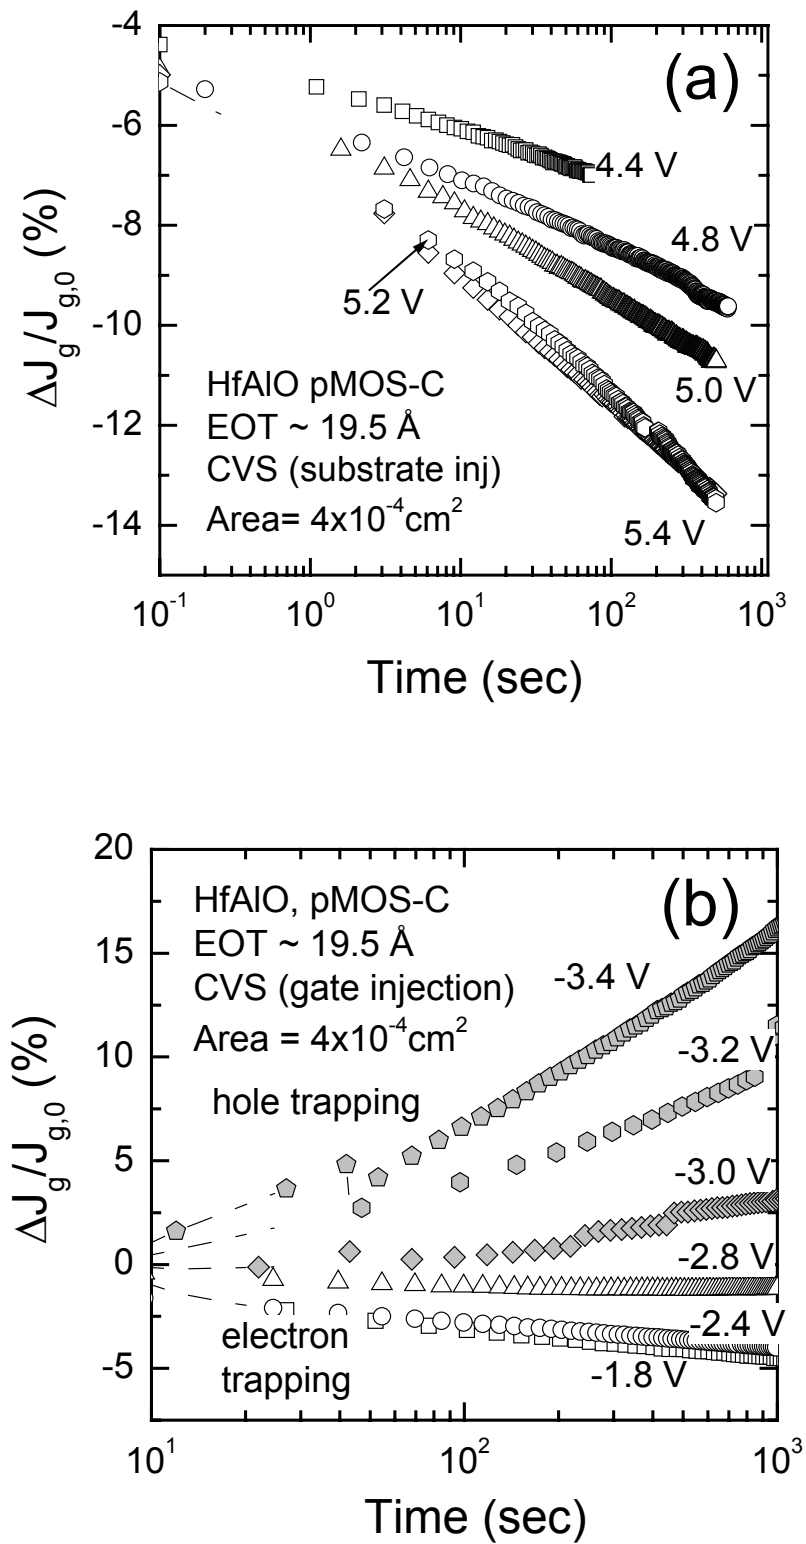 -4
-6
-8
-10
-12
-14
ΔJg/Jg,0 (%)
(a)
4.4 V
4.8 V
5.2 V
5.0 V
5.4 V
HfAlO pMOS-C
EOT ~ 19.5 Å
CVS (substrate inj)
Area= 4x10⁻⁴cm²
10⁻¹ 10⁰ 10¹ 10² 10³
Time (sec)
20
15
10
5
0
-5
ΔJg/Jg,0 (%)
(b)
HfAlO, pMOS-C
EOT ~ 19.5 Å
CVS (gate injection)
Area = 4x10⁻⁴cm²
hole trapping
-3.4 V
-3.2 V
-3.0 V
-2.8 V
-2.4 V
-1.8 V
electron
trapping
10¹ 10² 10³
Time (sec)